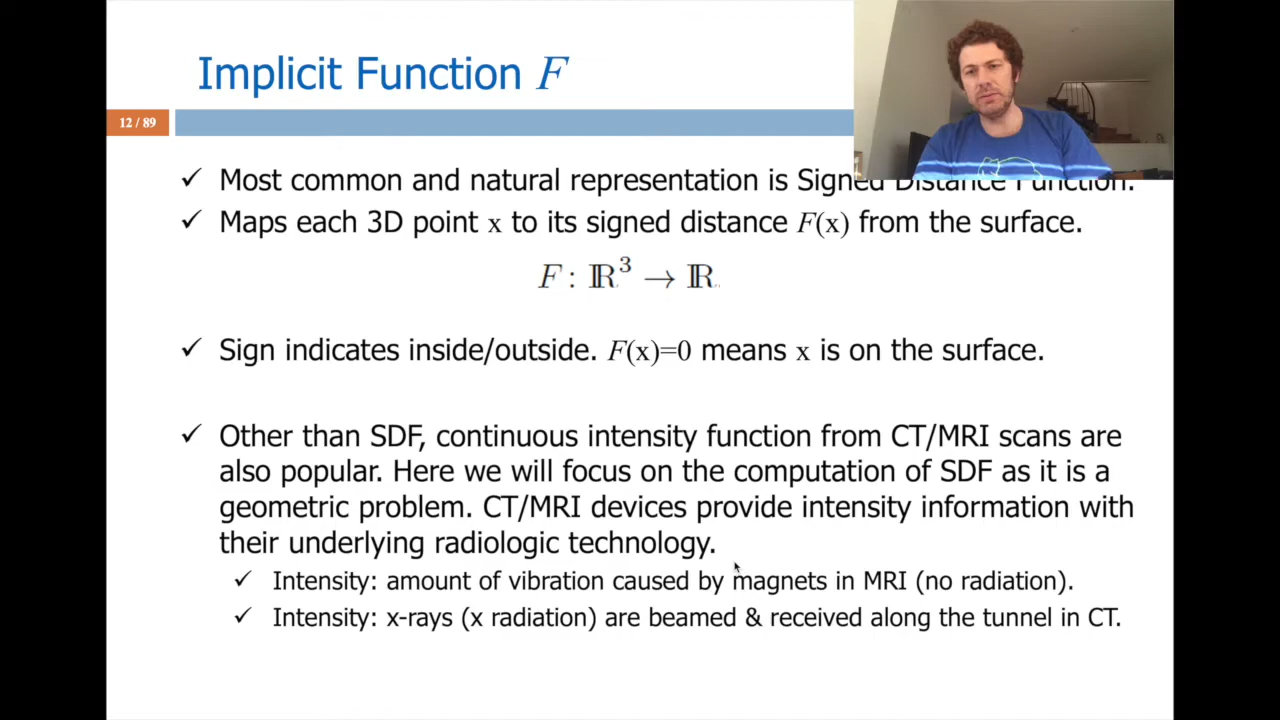 Implicit Function F
12 / 89
✓ Most common and natural representation is Signed Distance Function.
✓ Maps each 3D point x to its signed distance F(x) from the surface.
F : ℝ³ → ℝ
✓ Sign indicates inside/outside. F(x)=0 means x is on the surface.
✓ Other than SDF, continuous intensity function from CT/MRI scans are
also popular. Here we will focus on the computation of SDF as it is a
geometric problem. CT/MRI devices provide intensity information with
their underlying radiologic technology.
✓ Intensity: amount of vibration caused by magnets in MRI (no radiation).
✓ Intensity: x-rays (x radiation) are beamed & received along the tunnel in CT.